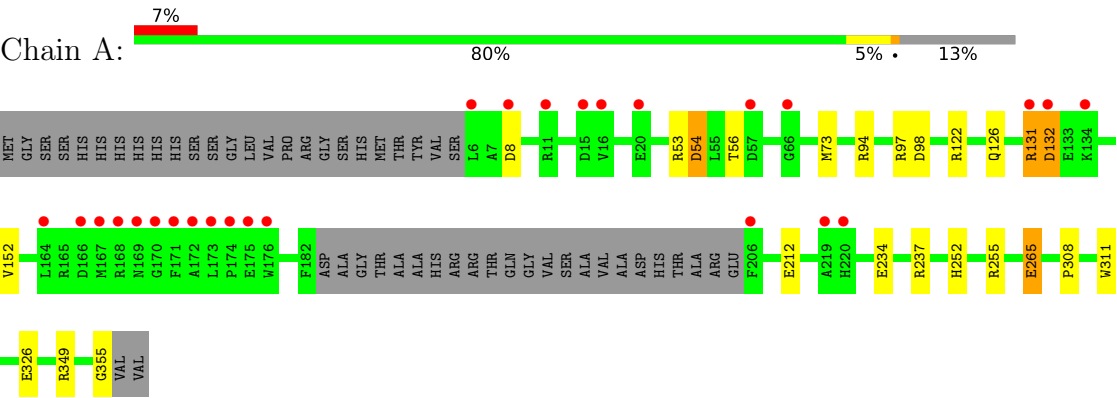 7%
Chain A:
80% 5% • 13%
MET GLY SER SER HIS HIS HIS HIS HIS HIS SER SER GLY LEU VAL PRO ARG GLY SER HIS MET THR TYR VAL SER L6 A7 D8 R11 D15 V16 E20 R53 D54 L55 T56 D57 G66 M73 R94 R97 D98 R122 Q126 R131 D132 E133 K134
V152 L164 R165 D166 M167 R168 N169 G170 F171 A172 L173 P174 E175 W176 F182 ASP ALA GLY THR ALA ALA HIS ARG ARG THR GLN GLY VAL SER ALA VAL ALA ASP HIS THR ALA ARG GLU F206 E212 A219 H220 E234 R237 H252 R255 E265 P308 W311
E326 R349 G355 VAL VAL